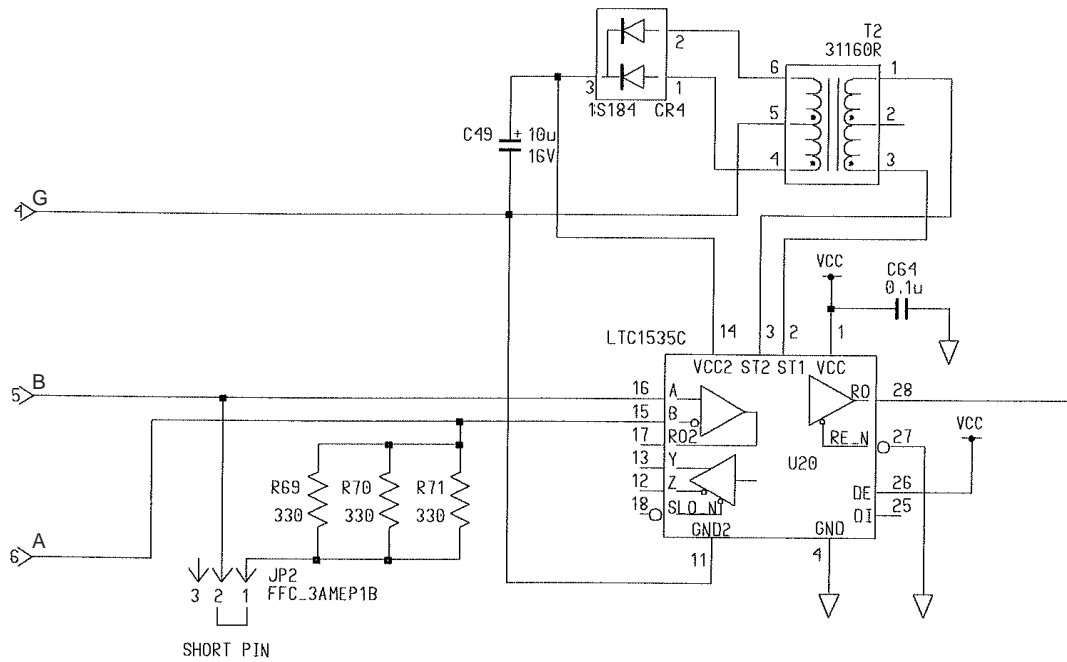 T2
31160R
2
3
1
1S184 CR4
6
5
4
1
2
3
C49 + 10u
16V
4 G
VCC
C64
0.1u
LTC1535C
14
3
2
1
VCC2 ST2 ST1 VCC
5 B
16 A
15 B
17 RO2
13 Y
12 Z
18 SLO_N
RO 28
RE_N 27
VCC
U20
DE 26
DI 25
GND2
GND
11
4
R69
330
R70
330
R71
330
6 A
3 2 1
JP2
FFC_3AMEP1B
SHORT PIN